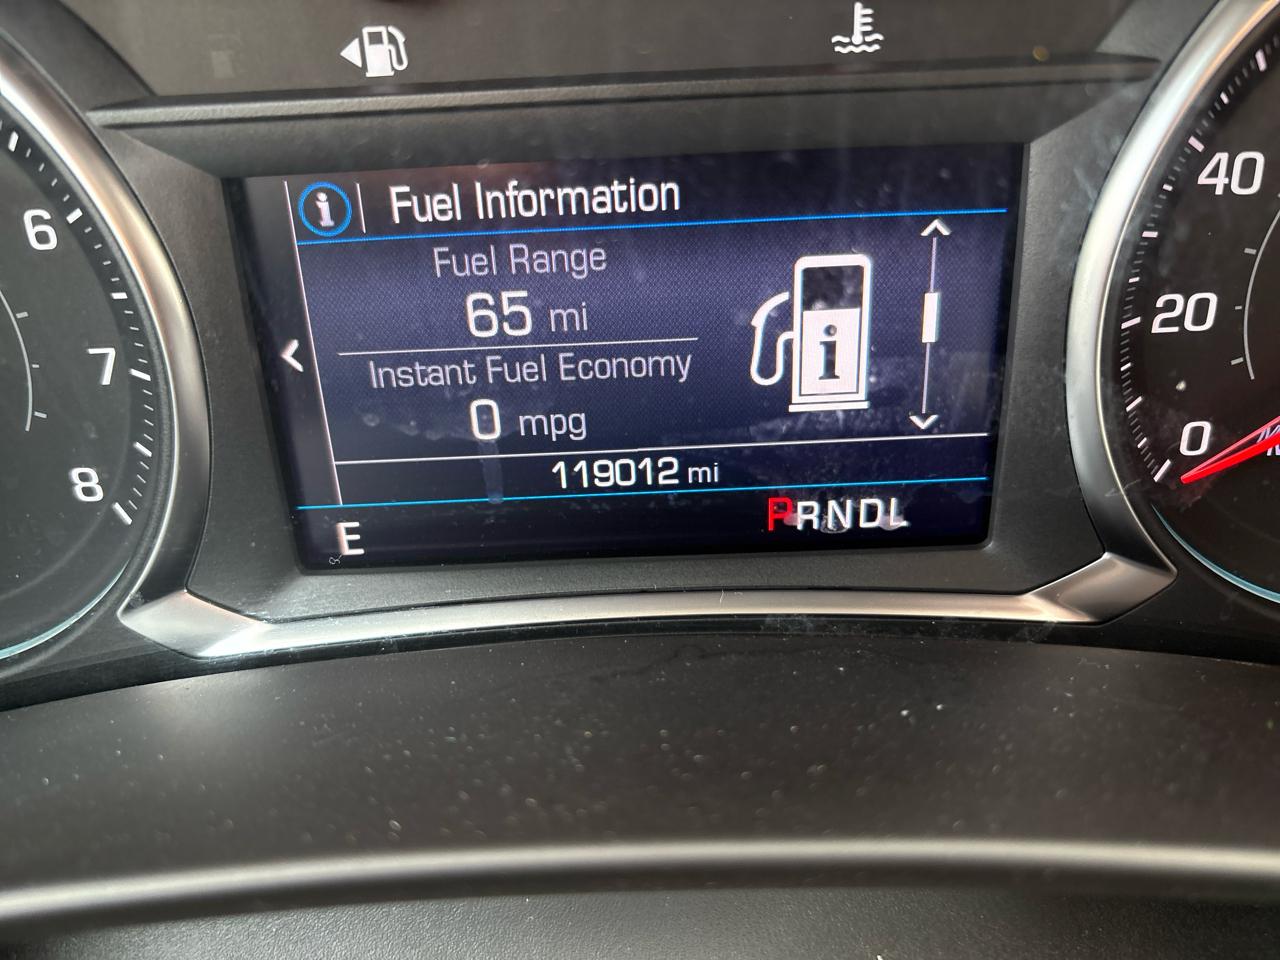 Fuel Information
Fuel Range
65 mi
Instant Fuel Economy
0 mpg
119012 mi
E
PRNDL
6
7
8
40
20
0